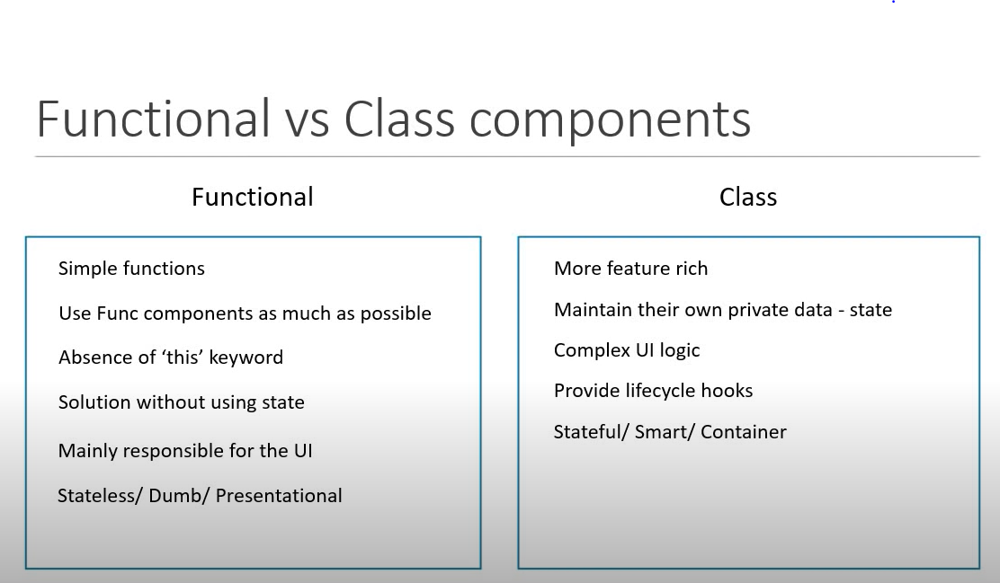 Functional vs Class components
Functional
Simple functions
Use Func components as much as possible
Absence of ‘this’ keyword
Solution without using state
Mainly responsible for the UI
Stateless/ Dumb/ Presentational
Class
More feature rich
Maintain their own private data - state
Complex UI logic
Provide lifecycle hooks
Stateful/ Smart/ Container